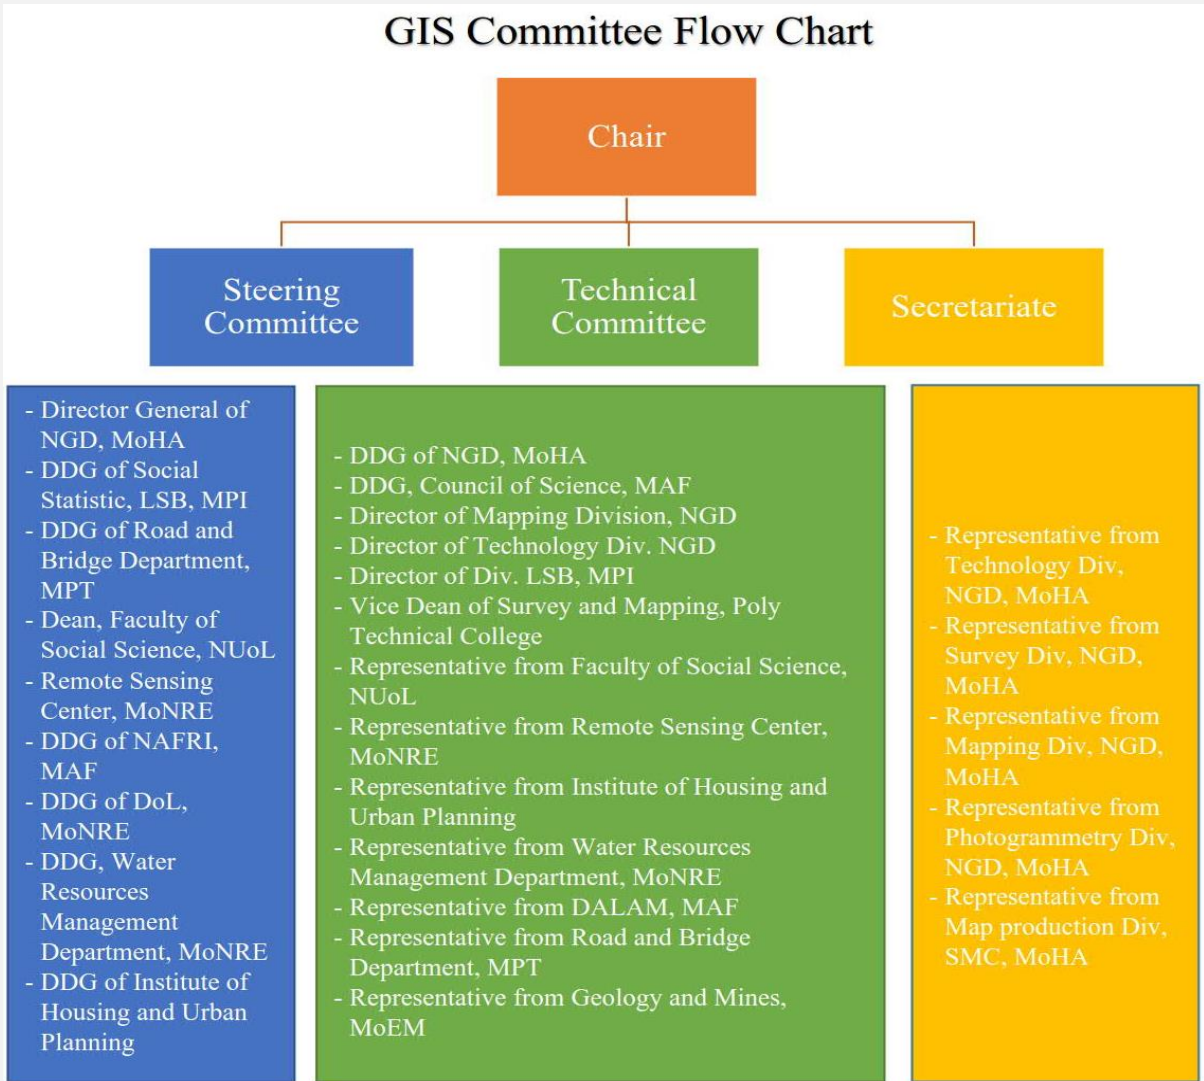 GIS Committee Flow Chart
Chair
Steering
Committee
Technical
Committee
Secretariate
- Director General of
NGD, MoHA
- DDG of Social
Statistic, LSB, MPI
- DDG of Road and
Bridge Department,
MPT
- Dean, Faculty of
Social Science, NUoL
- Remote Sensing
Center, MoNRE
- DDG of NAFRI,
MAF
- DDG of DoL,
MoNRE
- DDG, Water
Resources
Management
Department, MoNRE
- DDG of Institute of
Housing and Urban
Planning
- DDG of NGD, MoHA
- DDG, Council of Science, MAF
- Director of Mapping Division, NGD
- Director of Technology Div. NGD
- Director of Div. LSB, MPI
- Vice Dean of Survey and Mapping, Poly
Technical College
- Representative from Faculty of Social Science,
NUoL
- Representative from Remote Sensing Center,
MoNRE
- Representative from Institute of Housing and
Urban Planning
- Representative from Water Resources
Management Department, MoNRE
- Representative from DALAM, MAF
- Representative from Road and Bridge
Department, MPT
- Representative from Geology and Mines,
MoEM
- Representative from
Technology Div,
NGD, MoHA
- Representative from
Survey Div, NGD,
MoHA
- Representative from
Mapping Div, NGD,
MoHA
- Representative from
Photogrammetry Div,
NGD, MoHA
- Representative from
Map production Div,
SMC, MoHA